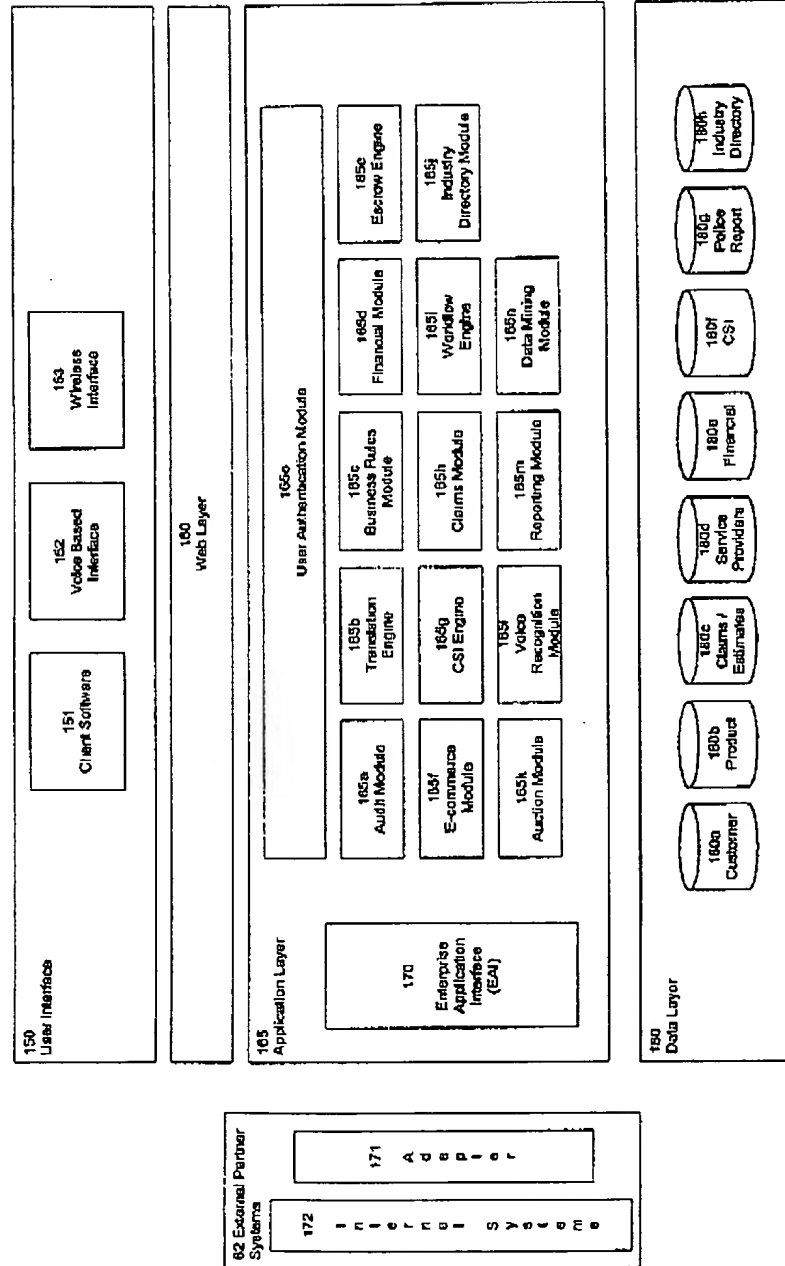 150
User Interface
151
Client Software
152
Voice Based
Interface
153
Wireless
Interface
160
Web Layer
165
Application Layer
165o
User Authentication Module
165a
Audit Module
165b
Translation
Engine
165c
Business Rules
Module
165d
Financial Module
165e
Escrow Engine
165f
E-commerce
Module
165g
CSI Engine
165h
Claims Module
165i
Workflow
Engine
165j
Industry
Directory Module
165k
Auction Module
165l
Voice
Recognition
Module
165m
Reporting Module
165n
Data Mining
Module
170
Enterprise
Application
Interface
(EAI)
180
Data Layer
180a
Customer
180b
Product
180c
Claims /
Estimates
180d
Service
Providers
180e
Financial
180f
CSI
180g
Police
Report
180h
Industry
Directory
62 External Partner
Systems
172
Internal Systems
171
Adapter